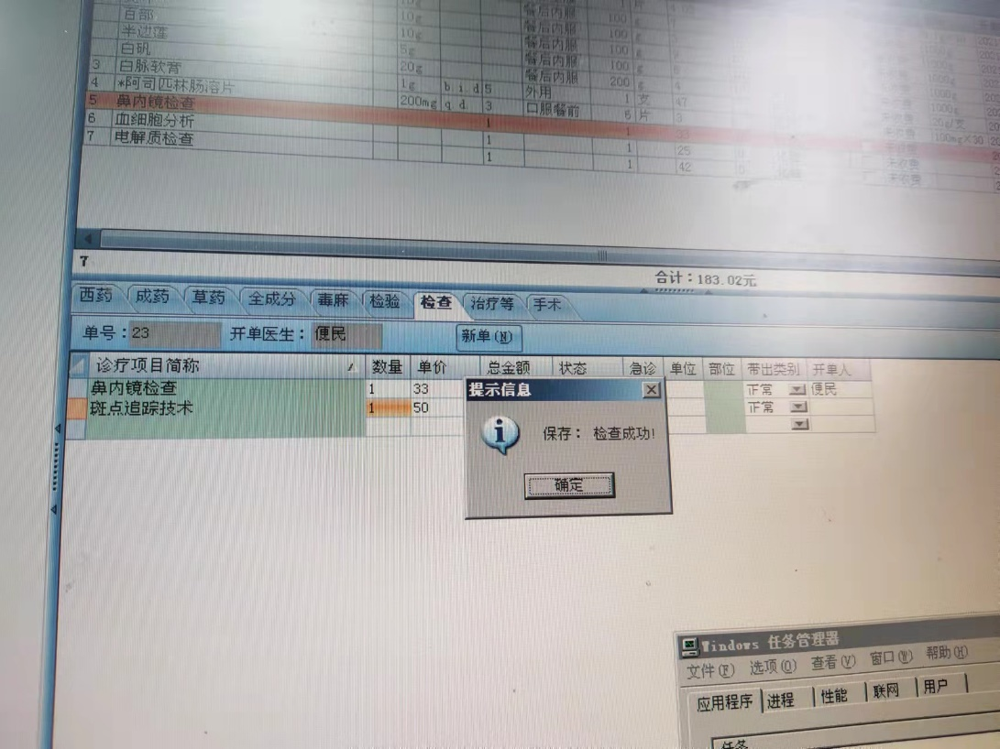 10g 餐后内服 100 g
百部 10g 餐后内服 100 g
半边莲 10g 餐后内服 100 g
白矾 5g 餐后内服 100 g
3 白脉软膏 20g 餐后内服 200 g 4
4 *阿司匹林肠溶片 1g bid 5 外用 1 支 47
5 鼻内镜检查 200mg qd 3 口服餐前 6 片 3
6 血细胞分析 1 1 33
7 电解质检查 1 1 25
1 1 42
7
合计：183.02元
西药 成药 草药 全成分 毒麻 检验 检查 治疗等 手术
单号：23 开单医生：便民 新单(N)
诊疗项目简称 数量 单价 总金额 状态 急诊 单位 部位 带出类别 开单人
鼻内镜检查 1 33 正常 便民
斑点追踪技术 1 50 正常
提示信息
保存： 检查成功!
确定
Windows 任务管理器
文件(F) 选项(O) 查看(V) 窗口(W) 帮助(H)
应用程序 进程 性能 联网 用户
任务